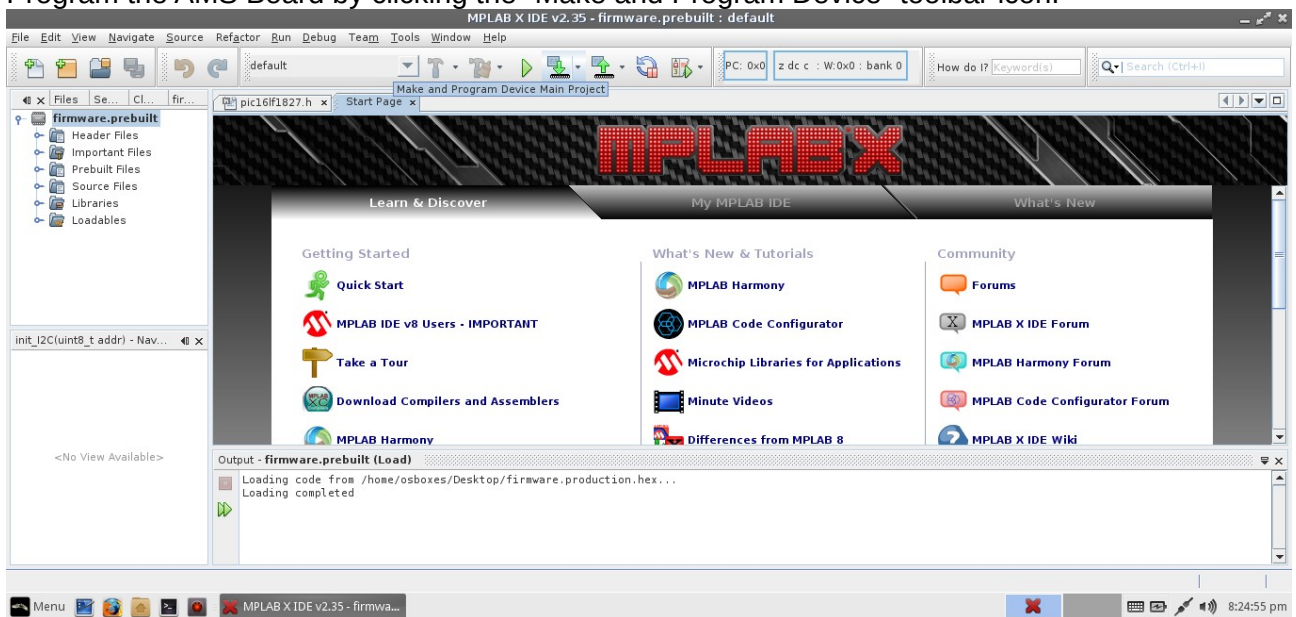 Program the AMS Board by clicking the "Make and Program Device" toolbar icon.
MPLAB X IDE v2.35 - firmware.prebuilt : default
File Edit View Navigate Source Refactor Run Debug Team Tools Window Help
default
PC: 0x0 z dc c : W:0x0 : bank 0
How do I? Keyword(s)
Search (Ctrl+I)
Make and Program Device Main Project
Files Se... Cl... fir...
pic16lf1827.h Start Page
firmware.prebuilt
Header Files
Important Files
Prebuilt Files
Source Files
Libraries
Loadables
MPLAB X
Learn & Discover My MPLAB IDE What's New
Getting Started
Quick Start
MPLAB IDE v8 Users - IMPORTANT
Take a Tour
Download Compilers and Assemblers
MPLAB Harmony
What's New & Tutorials
MPLAB Harmony
MPLAB Code Configurator
Microchip Libraries for Applications
Minute Videos
Differences from MPLAB 8
Community
Forums
MPLAB X IDE Forum
MPLAB Harmony Forum
MPLAB Code Configurator Forum
MPLAB X IDE Wiki
init_I2C(uint8_t addr) - Nav...
<No View Available>
Output - firmware.prebuilt (Load)
Loading code from /home/osboxes/Desktop/firmware.production.hex...
Loading completed
Menu MPLAB X IDE v2.35 - firmwa... 8:24:55 pm